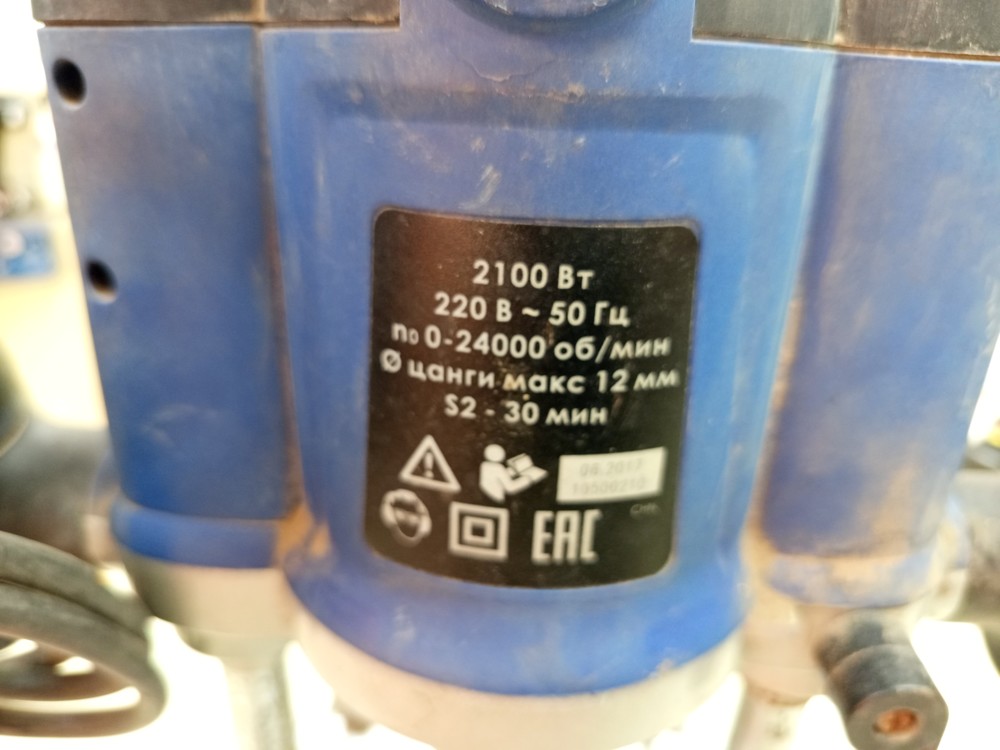 2100 Вт
220 В ~ 50 Гц
n₀ 0-24000 об/мин
Ø цанги макс 12 мм
S2 - 30 мин
EAC